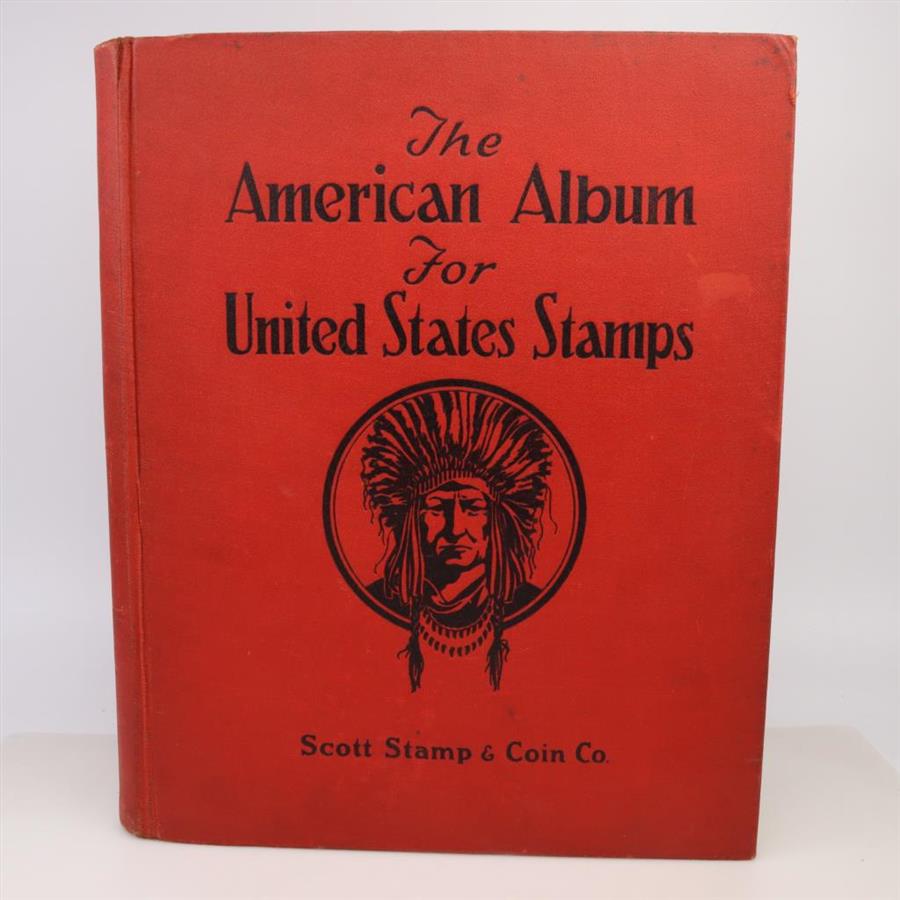 The
American Album
For
United States Stamps
Scott Stamp & Coin Co.